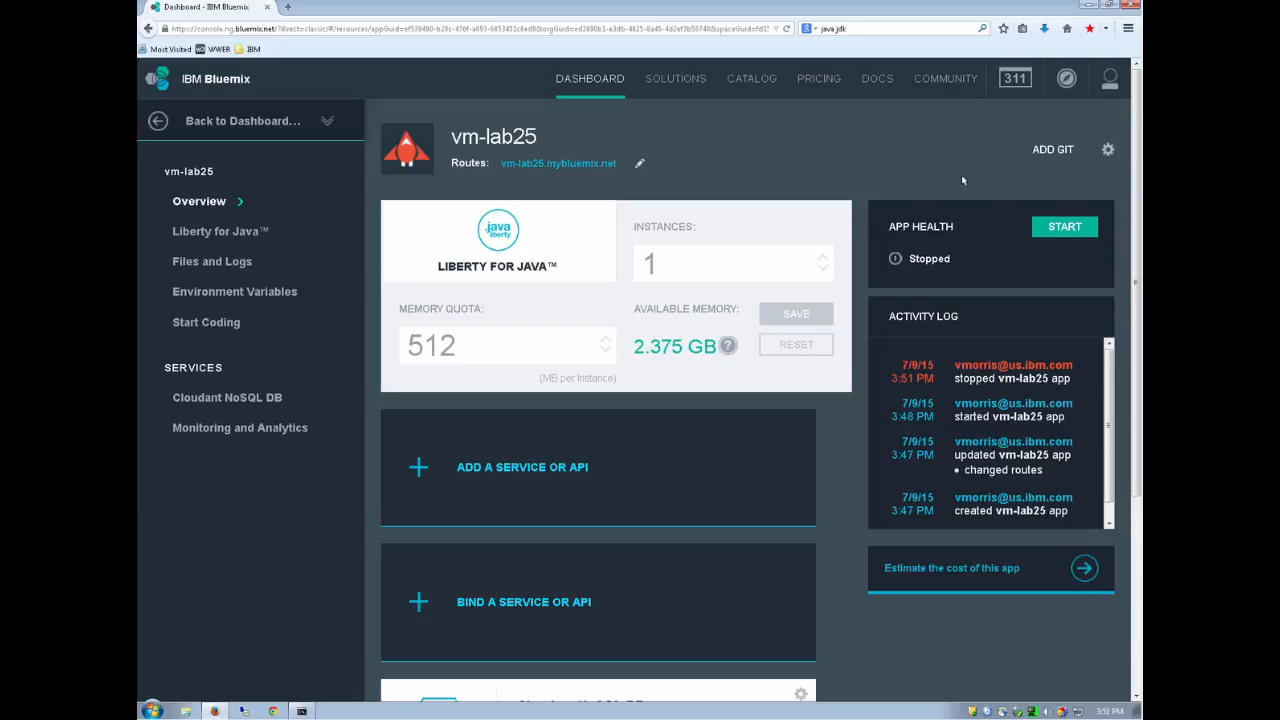 Dashboard - IBM Bluemix
java jdk
Most Visited
WWER
IBM
IBM Bluemix
DASHBOARD
SOLUTIONS
CATALOG
PRICING
DOCS
COMMUNITY
311
Back to Dashboard...
vm-lab25
Overview
Liberty for Java™
Files and Logs
Environment Variables
Start Coding
SERVICES
Cloudant NoSQL DB
Monitoring and Analytics
vm-lab25
Routes: vm-lab25.mybluemix.net
ADD GIT
java
liberty
LIBERTY FOR JAVA™
INSTANCES:
1
MEMORY QUOTA:
512
(MB per Instance)
AVAILABLE MEMORY:
2.375 GB
?
SAVE
RESET
ADD A SERVICE OR API
BIND A SERVICE OR API
APP HEALTH
START
Stopped
ACTIVITY LOG
7/9/15 vmorris@us.ibm.com
3:51 PM stopped vm-lab25 app
7/9/15 vmorris@us.ibm.com
3:48 PM started vm-lab25 app
7/9/15 vmorris@us.ibm.com
3:47 PM updated vm-lab25 app
• changed routes
7/9/15 vmorris@us.ibm.com
3:47 PM created vm-lab25 app
Estimate the cost of this app
3:51 PM